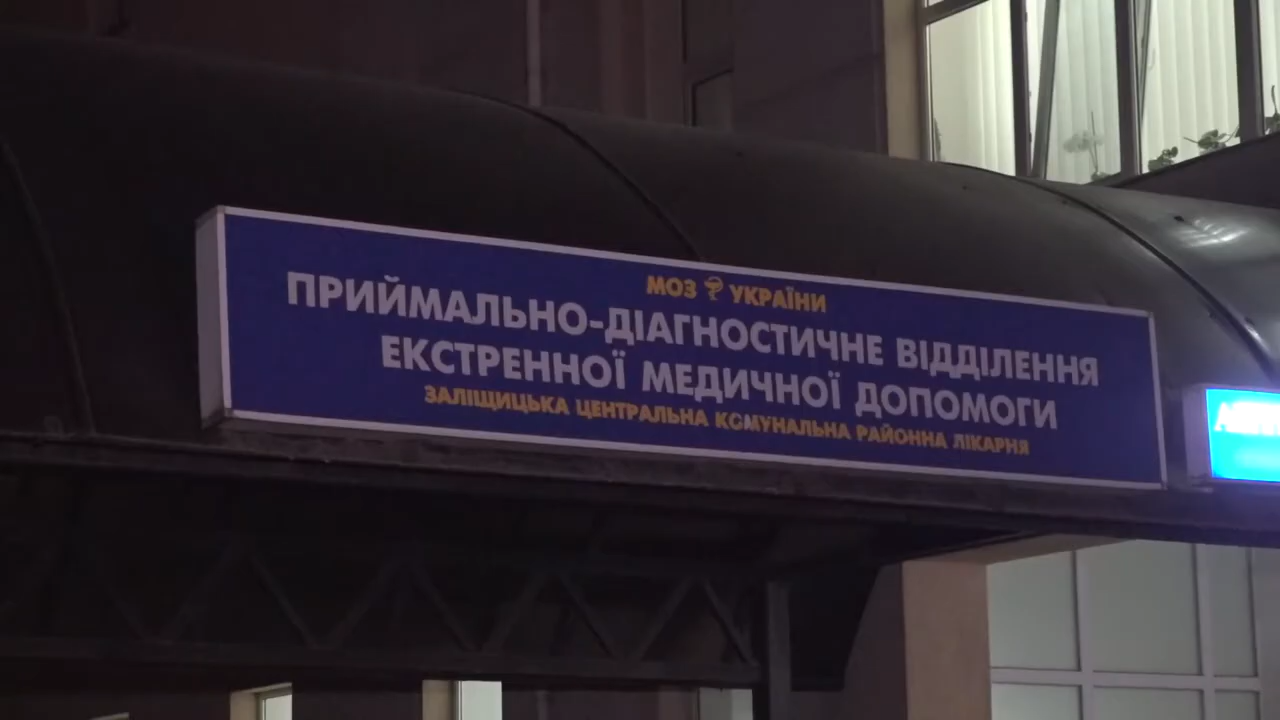 МОЗ УКРАЇНИ
ПРИЙМАЛЬНО-ДІАГНОСТИЧНЕ ВІДДІЛЕННЯ
ЕКСТРЕННОЇ МЕДИЧНОЇ ДОПОМОГИ
ЗАЛІЩИЦЬКА ЦЕНТРАЛЬНА КОМУНАЛЬНА РАЙОННА ЛІКАРНЯ